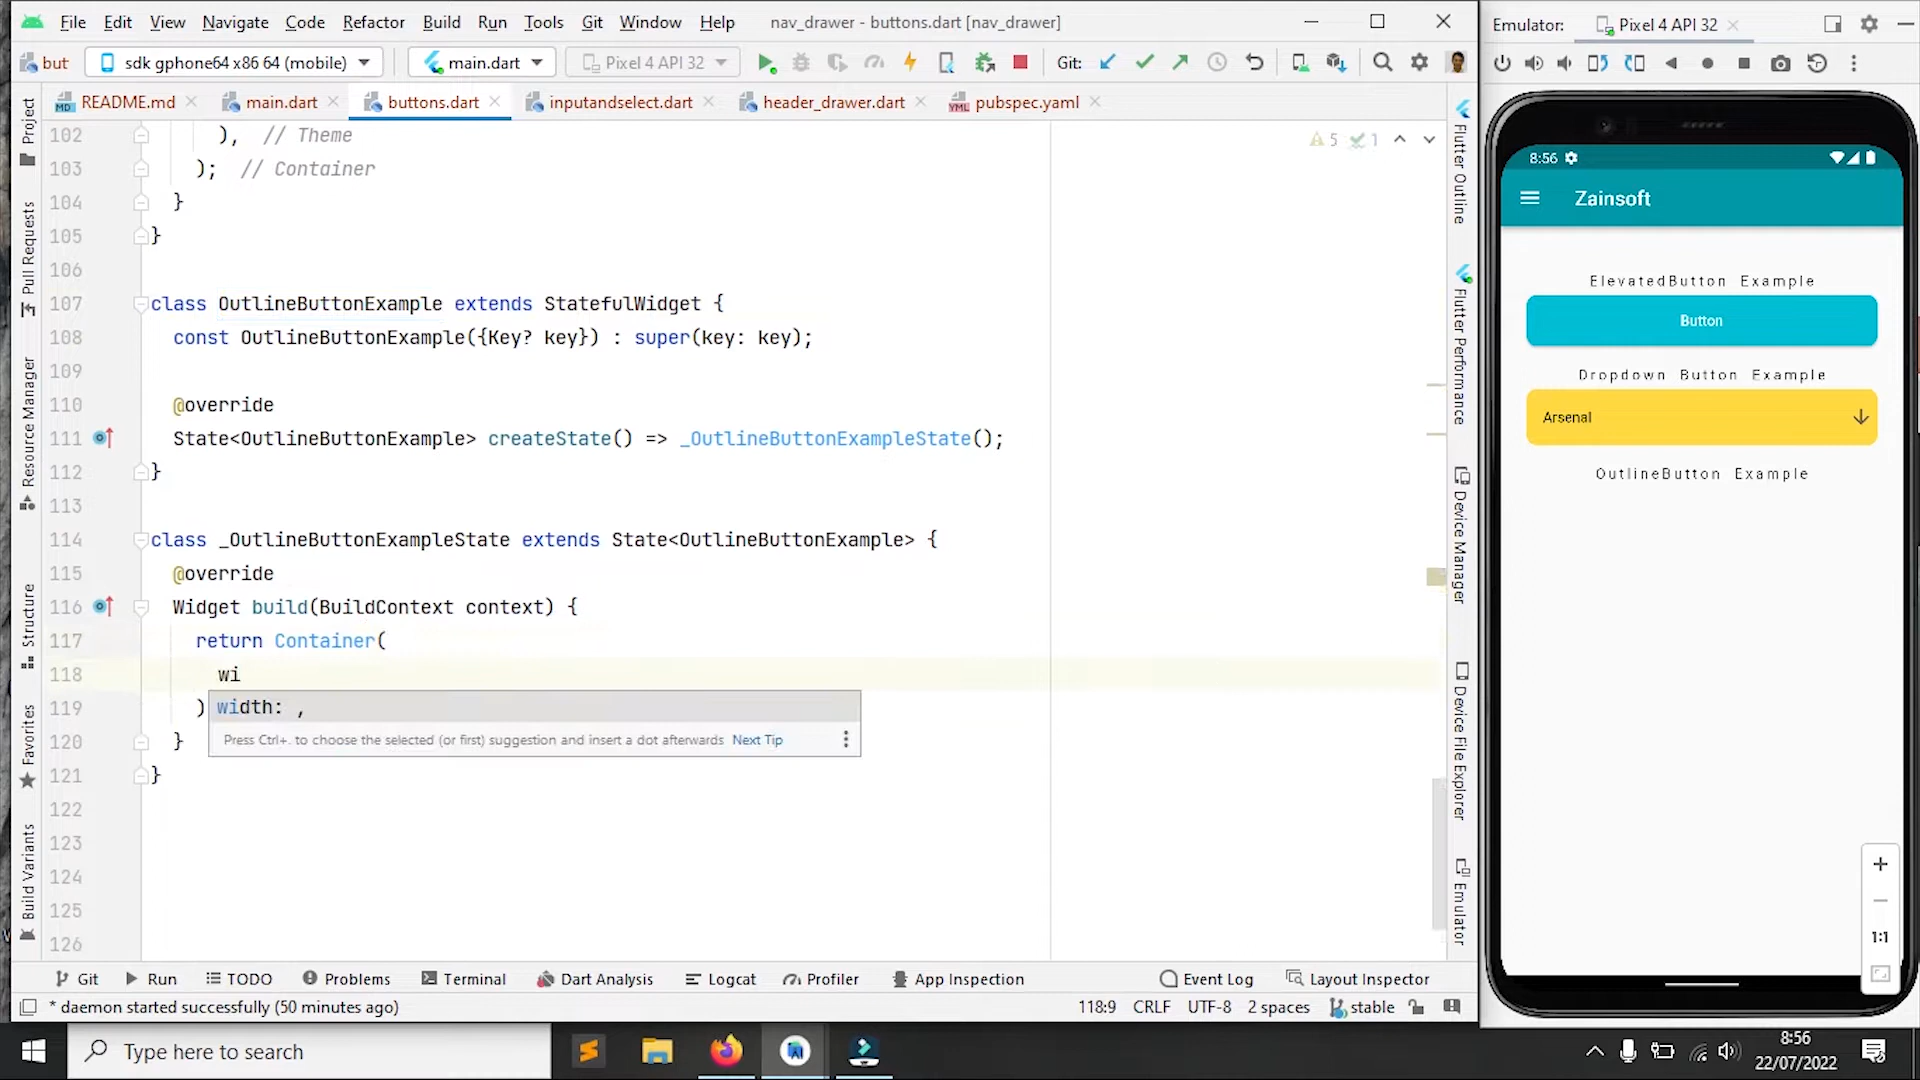 File Edit View Navigate Code Refactor Build Run Tools Git Window Help nav_drawer - buttons.dart [nav_drawer]
but sdk gphone64 x86 64 (mobile) main.dart Pixel 4 API 32 Git:
README.md main.dart buttons.dart inputandselect.dart header_drawer.dart pubspec.yaml
5 1
102 ), // Theme
103 ); // Container
104 }
105 }
106
107 class OutlineButtonExample extends StatefulWidget {
108 const OutlineButtonExample({Key? key}) : super(key: key);
109
110 @override
111 State<OutlineButtonExample> createState() => _OutlineButtonExampleState();
112 }
113
114 class _OutlineButtonExampleState extends State<OutlineButtonExample> {
115 @override
116 Widget build(BuildContext context) {
117 return Container(
118 wi
119 ) width: ,
Press Ctrl+. to choose the selected (or first) suggestion and insert a dot afterwards Next Tip
120 }
121 }
122
123
124
125
126
Project
Pull Requests
Resource Manager
Structure
Favorites
Build Variants
Flutter Outline
Flutter Performance
Device Manager
Device File Explorer
Emulator
Git Run TODO Problems Terminal Dart Analysis Logcat Profiler App Inspection Event Log Layout Inspector
* daemon started successfully (50 minutes ago) 118:9 CRLF UTF-8 2 spaces stable
Emulator: Pixel 4 API 32
8:56
Zainsoft
ElevatedButton Example
Button
Dropdown Button Example
Arsenal
OutlineButton Example
1:1
Type here to search
8:56
22/07/2022